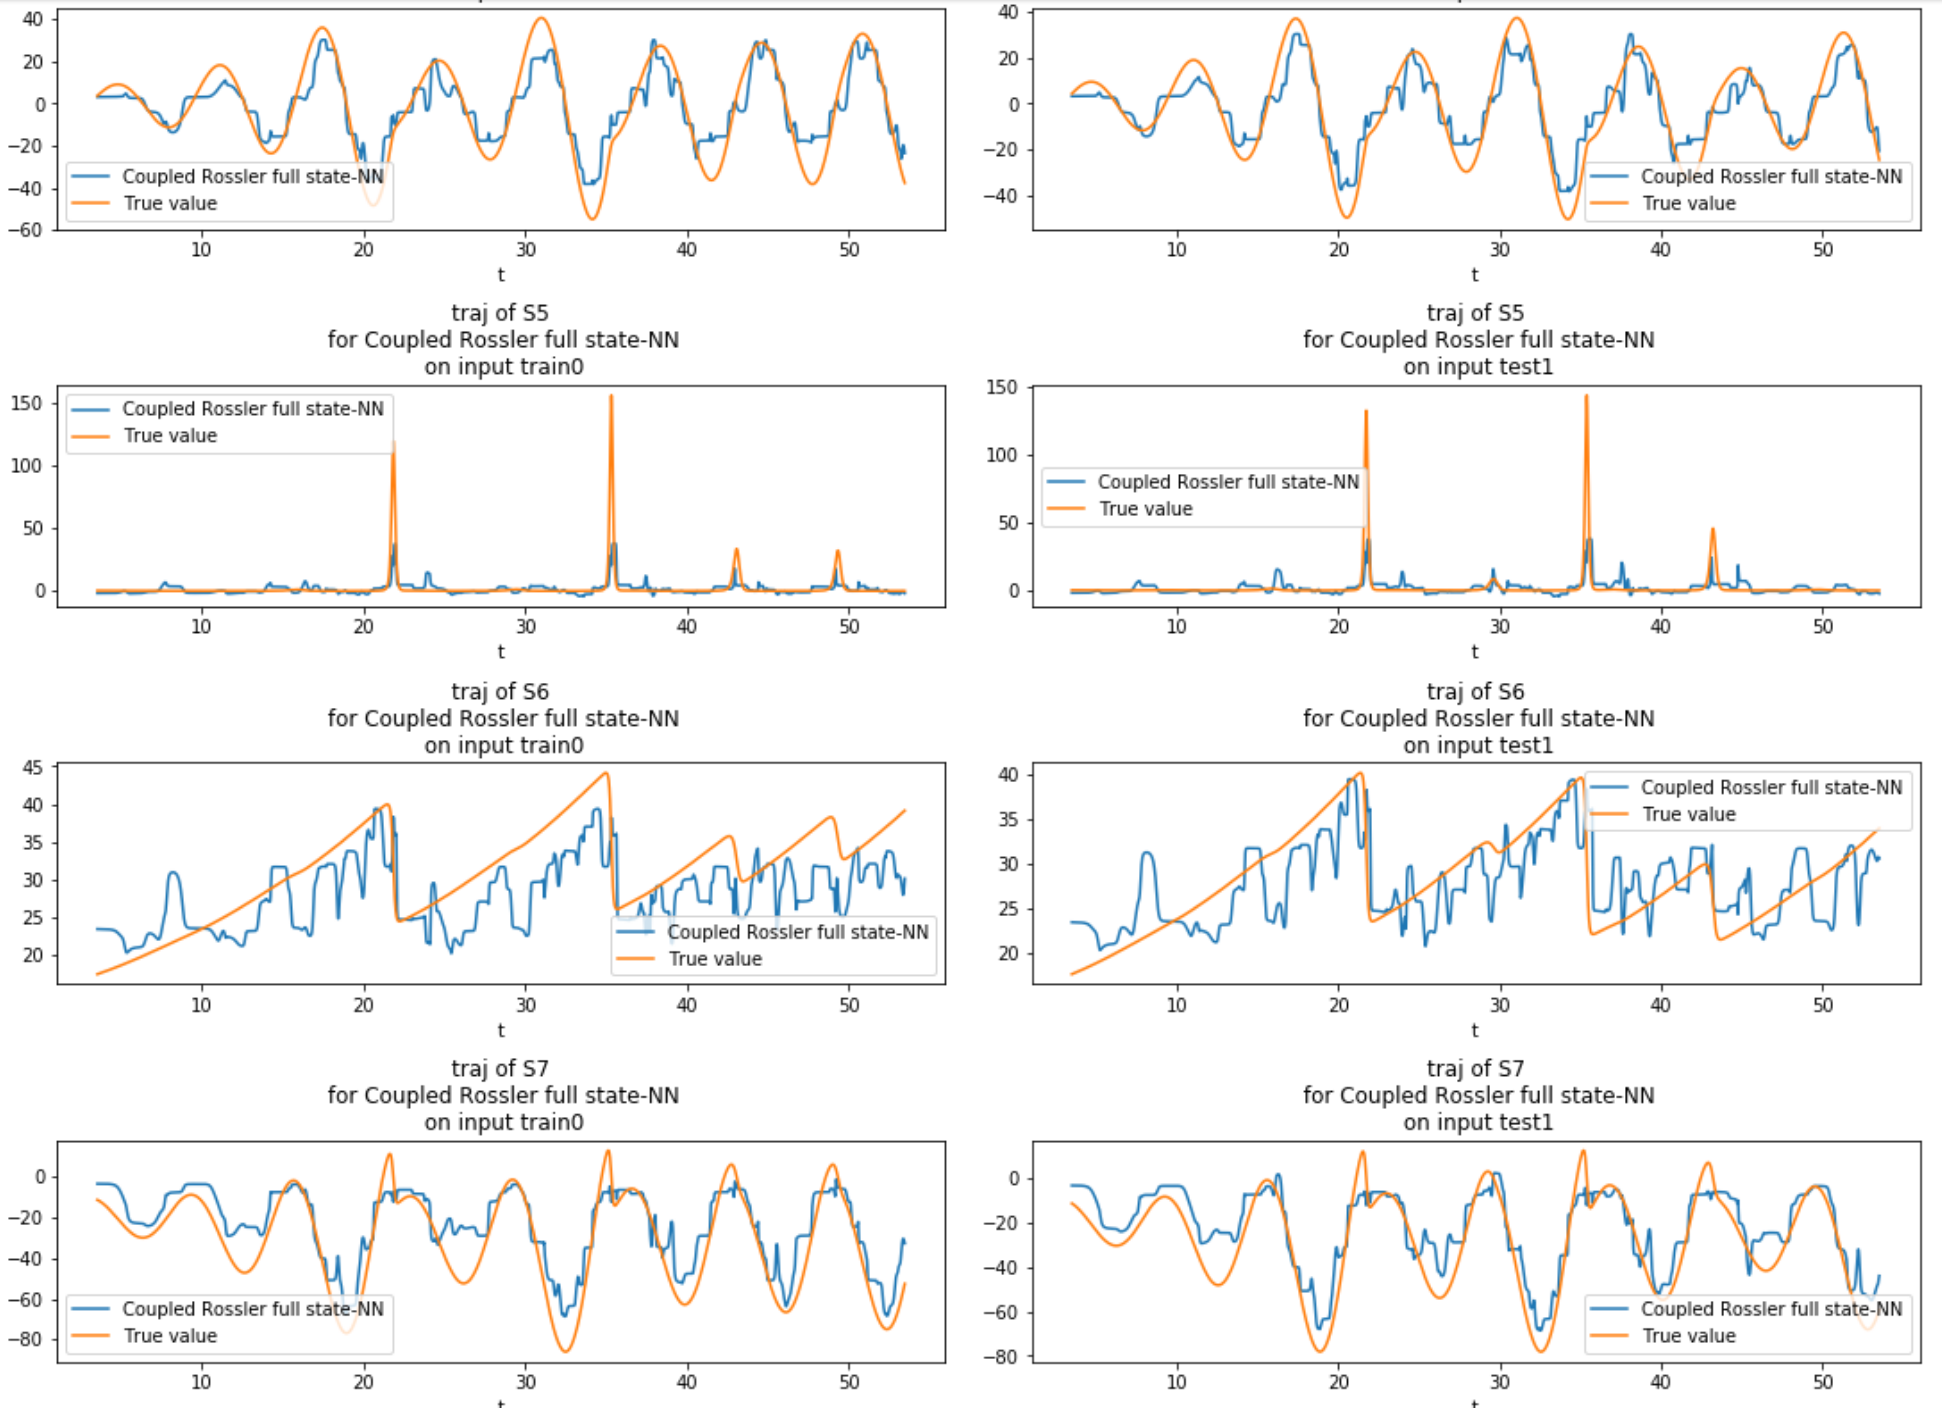 40
20
0
−20
−40
−60
10 20 30 40 50
t
Coupled Rossler full state-NN
True value
40
20
0
−20
−40
10 20 30 40 50
t
Coupled Rossler full state-NN
True value
traj of S5
for Coupled Rossler full state-NN
on input train0
150
100
50
0
10 20 30 40 50
t
Coupled Rossler full state-NN
True value
traj of S5
for Coupled Rossler full state-NN
on input test1
150
100
50
0
10 20 30 40 50
t
Coupled Rossler full state-NN
True value
traj of S6
for Coupled Rossler full state-NN
on input train0
45
40
35
30
25
20
10 20 30 40 50
t
Coupled Rossler full state-NN
True value
traj of S6
for Coupled Rossler full state-NN
on input test1
40
35
30
25
20
10 20 30 40 50
t
Coupled Rossler full state-NN
True value
traj of S7
for Coupled Rossler full state-NN
on input train0
0
−20
−40
−60
−80
10 20 30 40 50
t
Coupled Rossler full state-NN
True value
traj of S7
for Coupled Rossler full state-NN
on input test1
0
−20
−40
−60
−80
10 20 30 40 50
t
Coupled Rossler full state-NN
True value